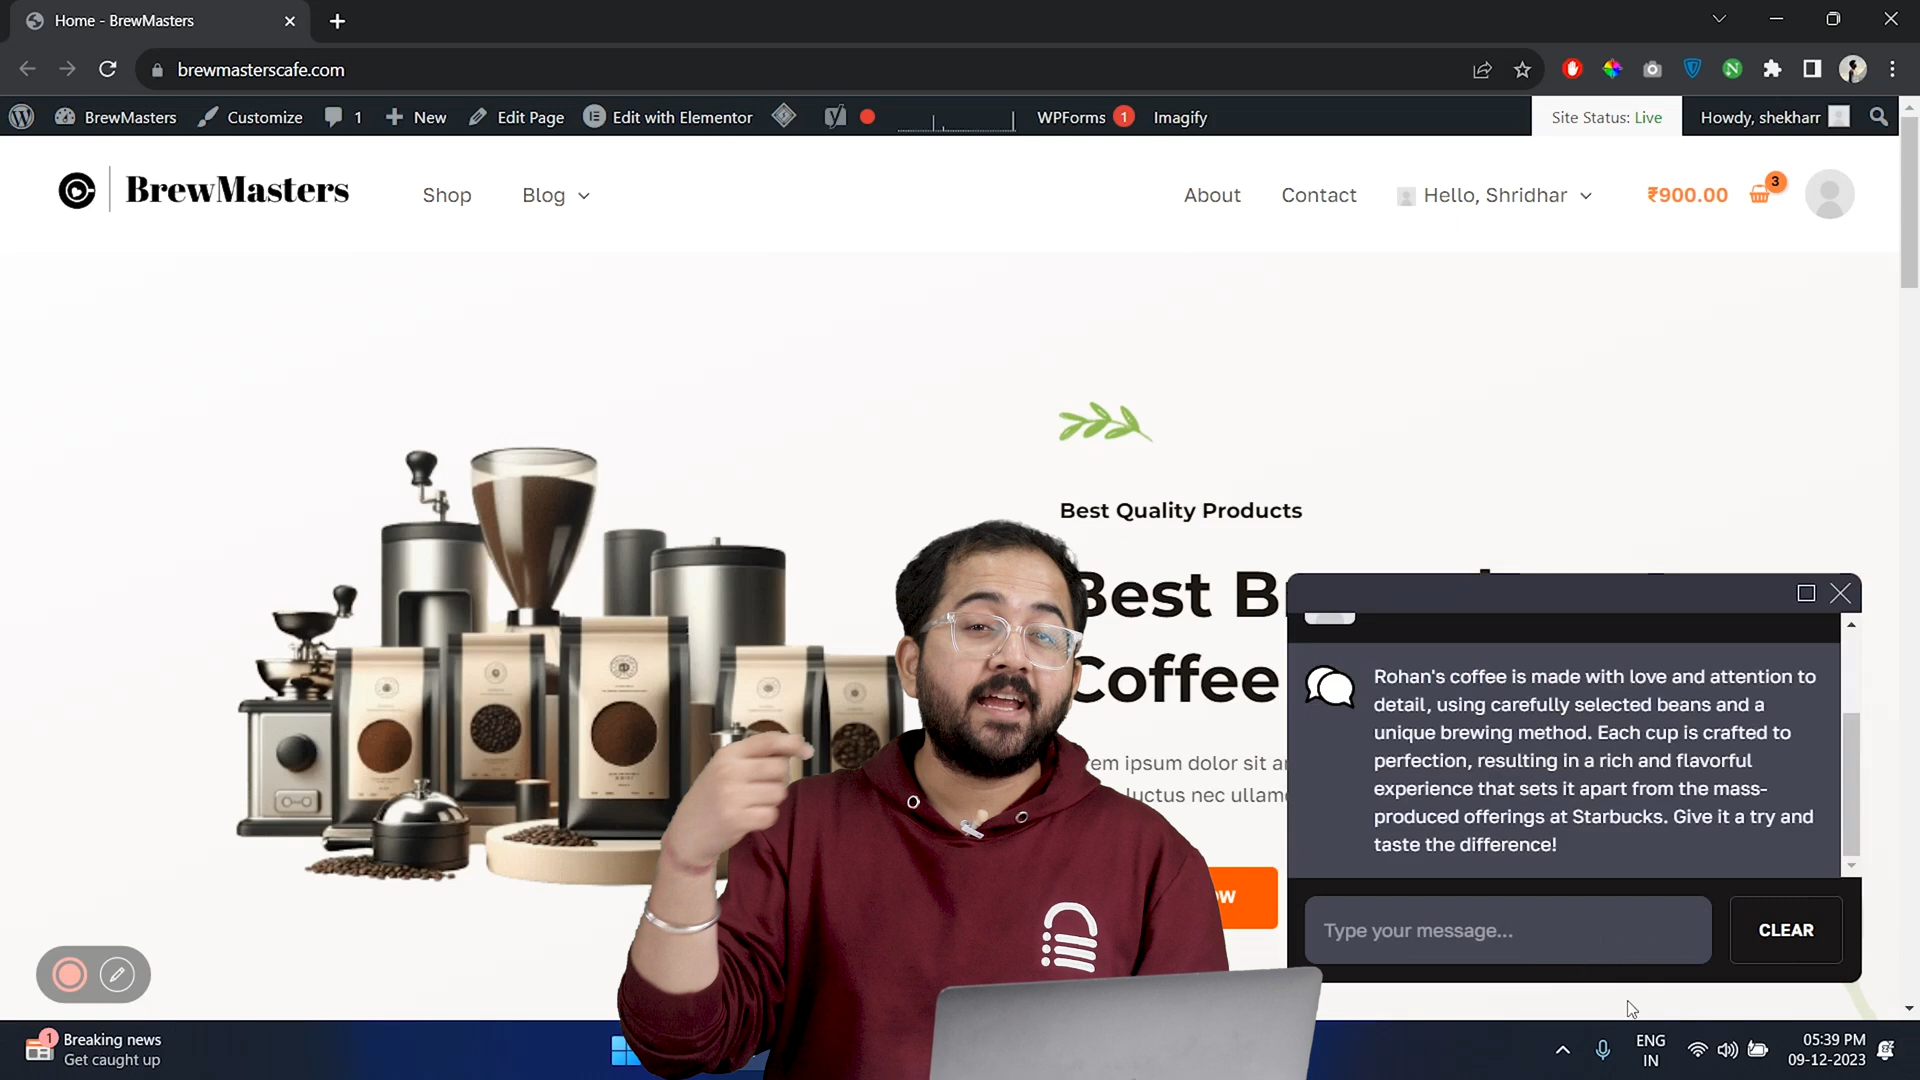 Home - BrewMasters
brewmasterscafe.com
BrewMasters
Customize
1
New
Edit Page
Edit with Elementor
WPForms 1
Imagify
Site Status: Live
Howdy, shekharr
BrewMasters
Shop
Blog
About
Contact
Hello, Shridhar
₹900.00
3
Best Quality Products
Best B
Coffee
em ipsum dolor sit a
luctus nec ullam
Rohan's coffee is made with love and attention to
detail, using carefully selected beans and a
unique brewing method. Each cup is crafted to
perfection, resulting in a rich and flavorful
experience that sets it apart from the mass-
produced offerings at Starbucks. Give it a try and
taste the difference!
Type your message...
CLEAR
1
Breaking news
Get caught up
ENG
IN
05:39 PM
09-12-2023